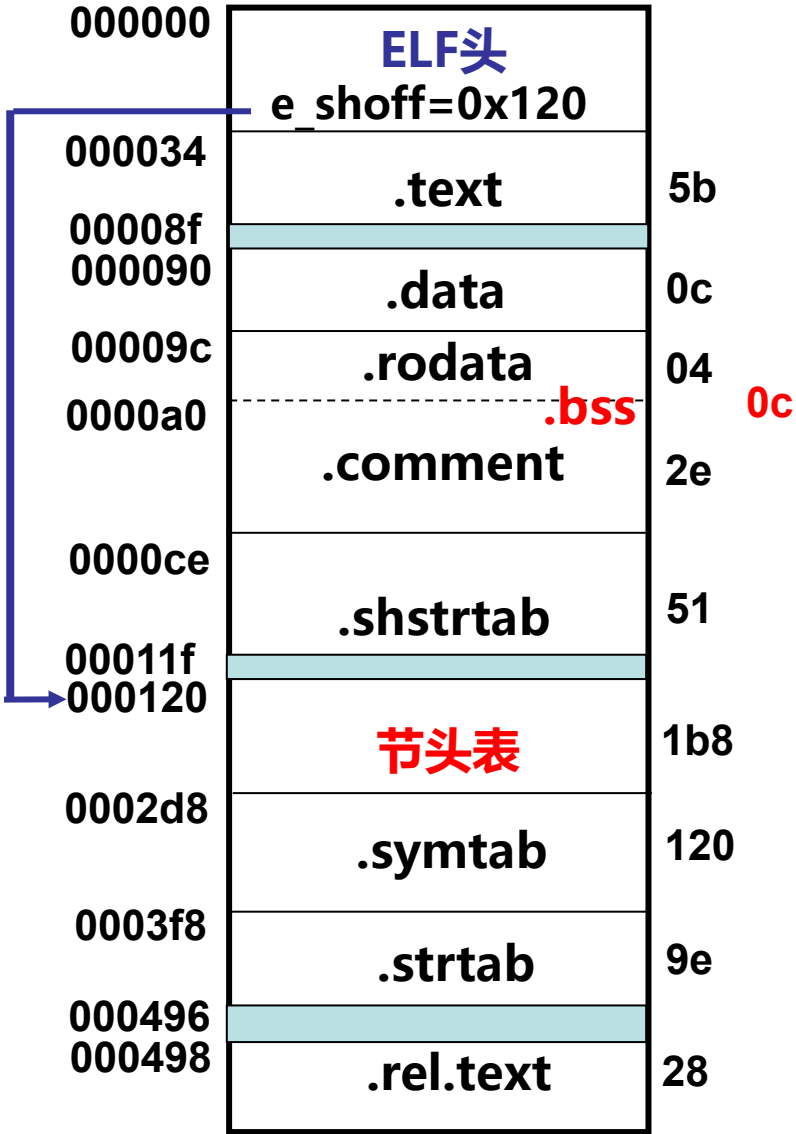 000000
ELF头
e_shoff=0x120
000034
.text
5b
00008f
000090
.data
0c
00009c
.rodata
04
0000a0
.bss
0c
.comment
2e
0000ce
.shstrtab
51
00011f
000120
节头表
1b8
0002d8
.symtab
120
0003f8
.strtab
9e
000496
000498
.rel.text
28